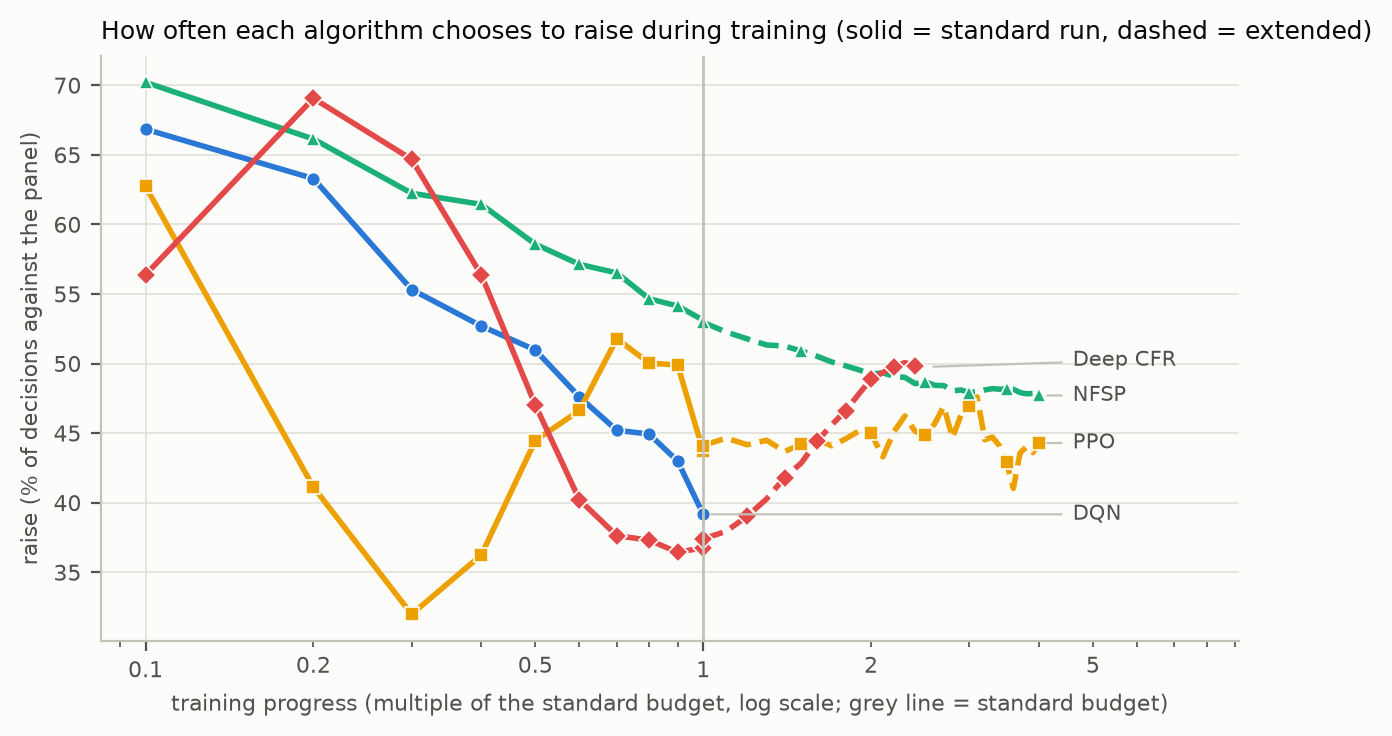 How often each algorithm chooses to raise during training (solid = standard run, dashed = extended)
raise (% of decisions against the panel)
70
65
60
55
50
45
40
35
Deep CFR
NFSP
PPO
DQN
0.1
0.2
0.5
1
2
5
training progress (multiple of the standard budget, log scale; grey line = standard budget)